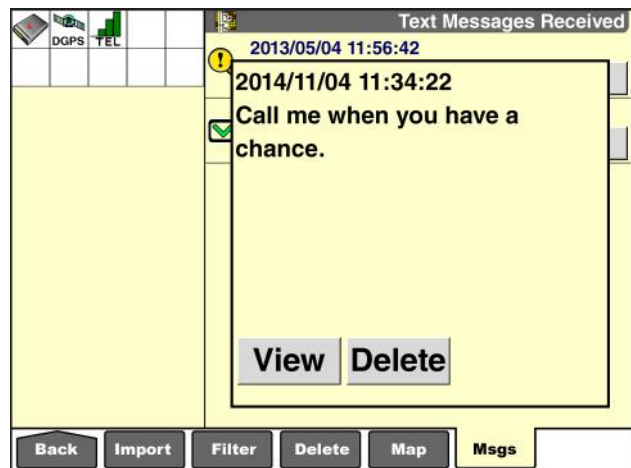 DGPS
TEL
Text Messages Received
2013/05/04 11:56:42
2014/11/04 11:34:22
Call me when you have a
chance.
View Delete
Back Import Filter Delete Map Msgs